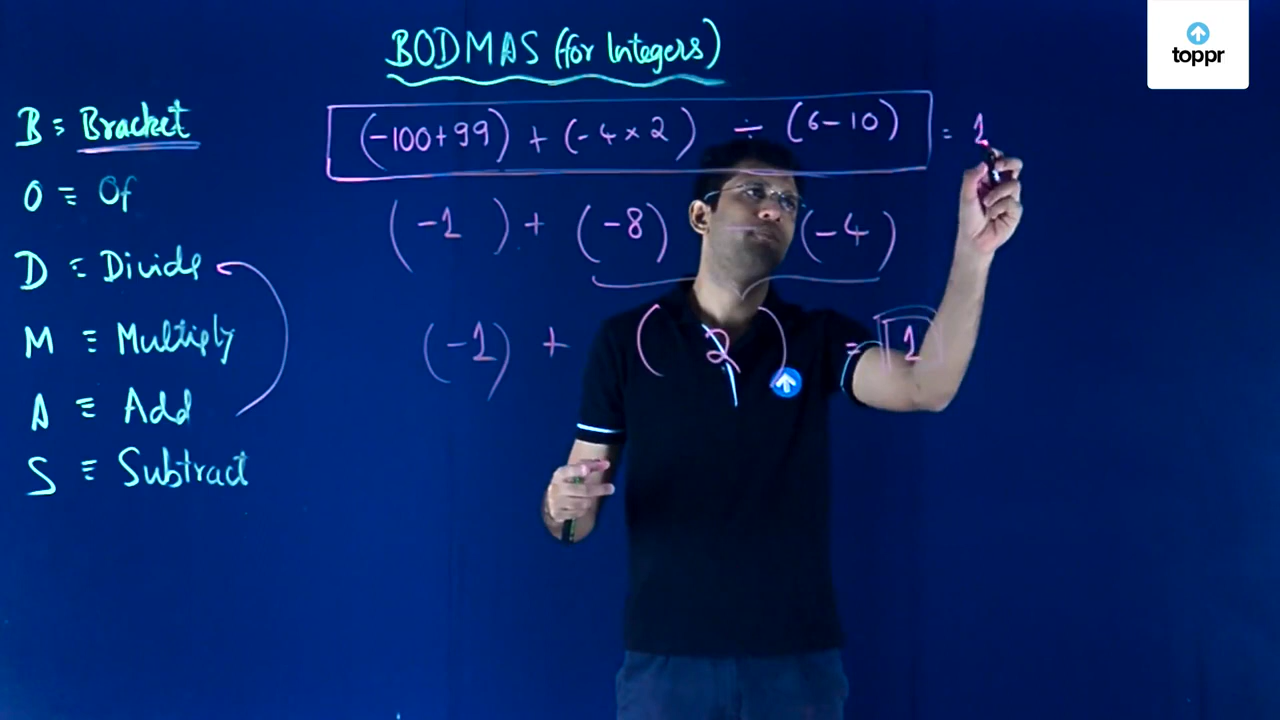 BODMAS (for Integers)
toppr
B ≡ Bracket
O ≡ Of
D ≡ Divide
M ≡ Multiply
A ≡ Add
S ≡ Subtract
(-100+99) + (-4 × 2) ÷ (6-10) = 1
(-1) + (-8) ÷ (-4)
(-1) + (2) = 1